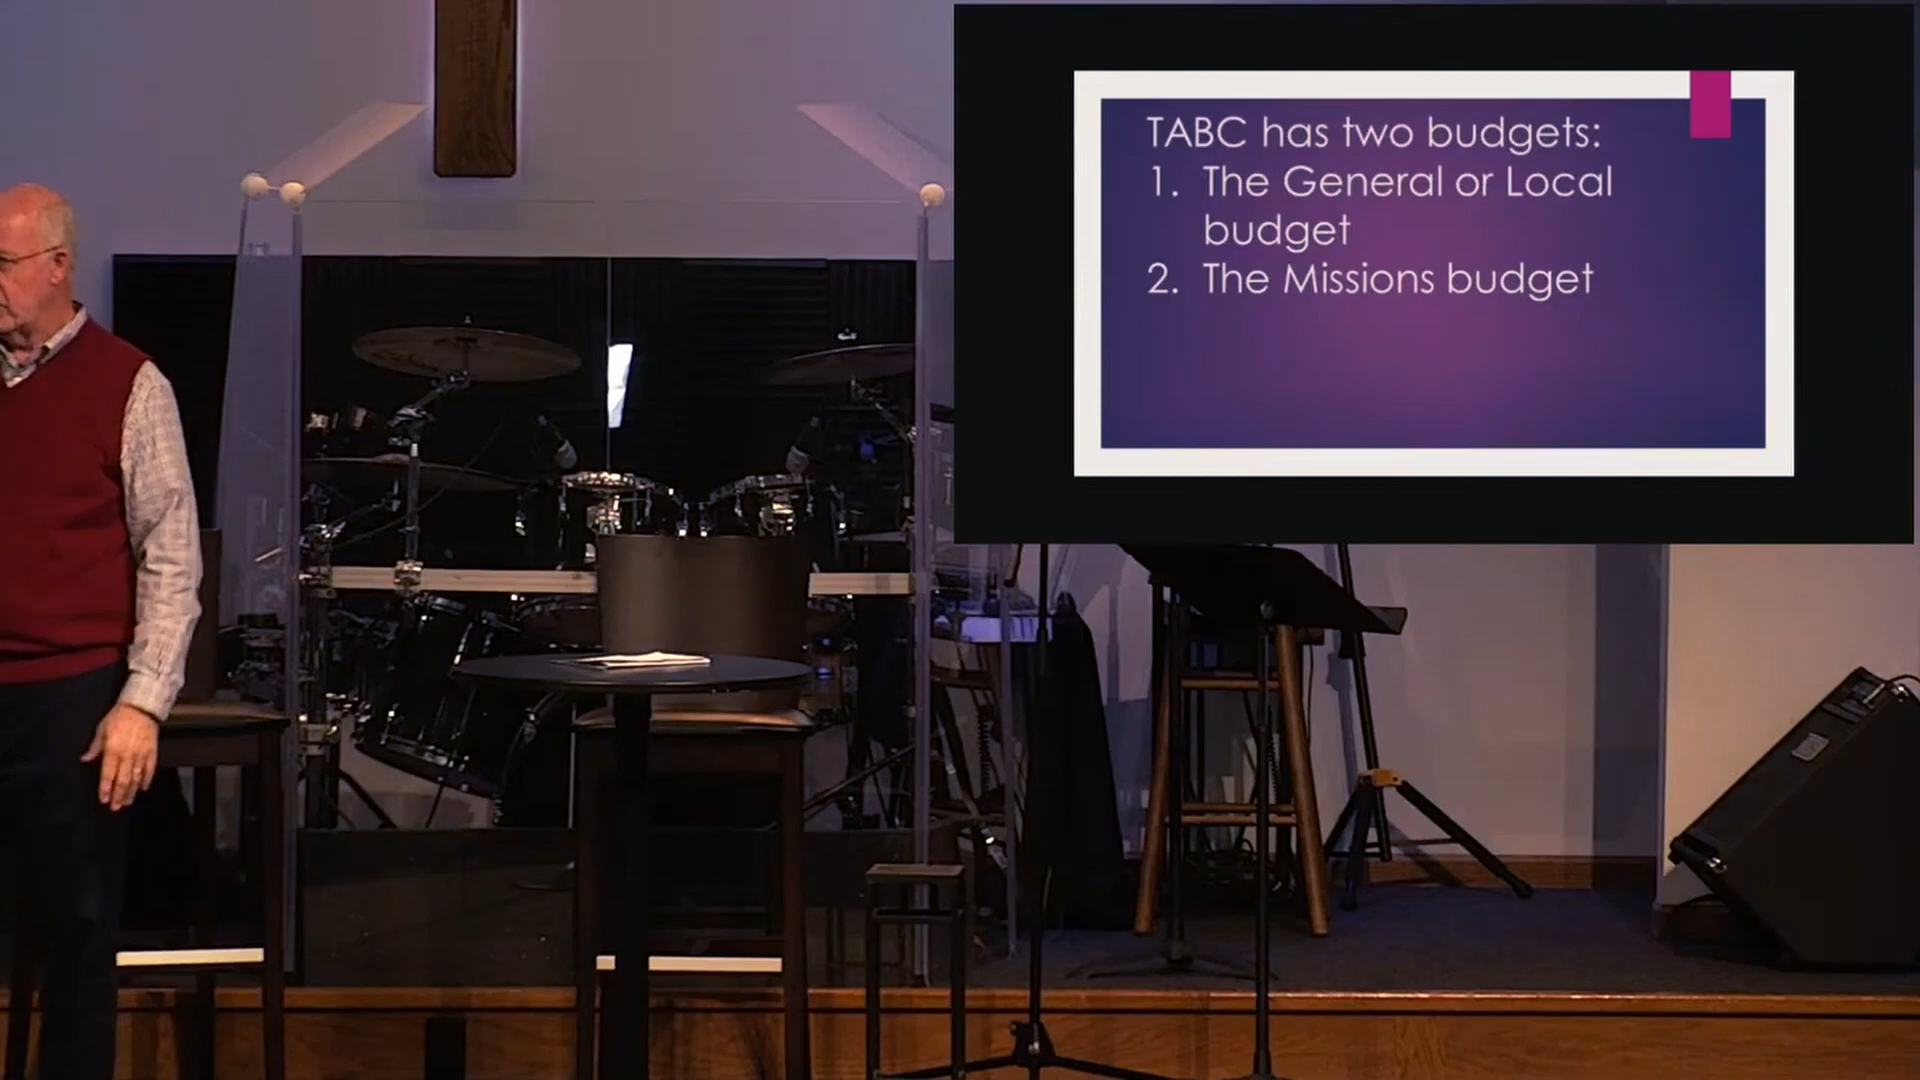 TABC has two budgets:
1. The General or Local
budget
2. The Missions budget